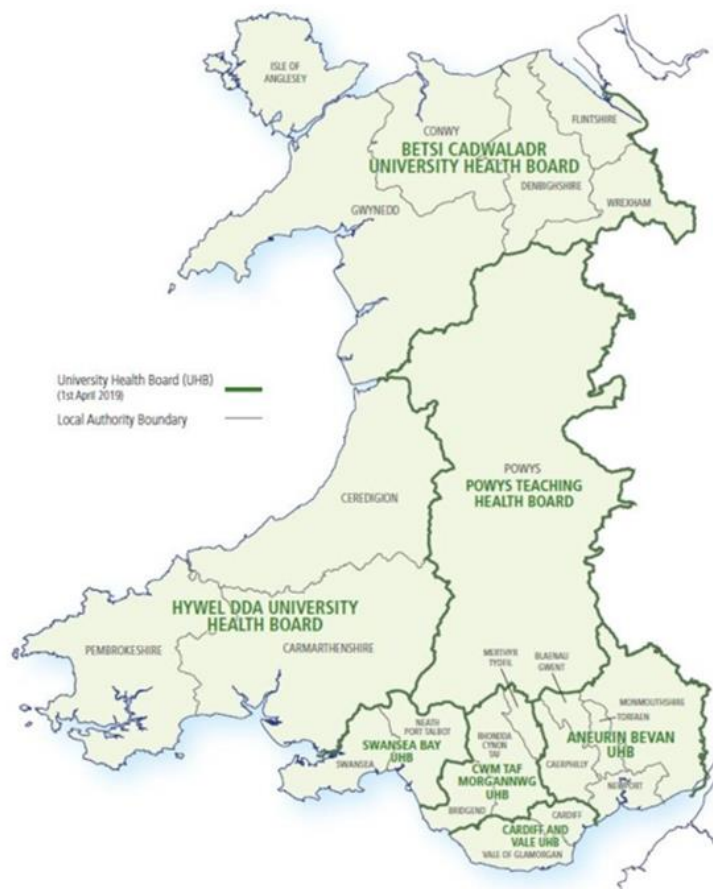 ISLE OF
ANGLESEY
FLINTSHIRE
CONWY
BETSI CADWALADR
UNIVERSITY HEALTH BOARD
DENBIGHSHIRE
WREXHAM
GWYNEDD
University Health Board (UHB)
(1st April 2019)
Local Authority Boundary
POWYS
POWYS TEACHING
HEALTH BOARD
CEREDIGION
HYWEL DDA UNIVERSITY
HEALTH BOARD
PEMBROKESHIRE
CARMARTHENSHIRE
MERTHYR
TYDFIL
BLAENAU
GWENT
MONMOUTHSHIRE
TORFAEN
NEATH
PORT TALBOT
SWANSEA BAY
UHB
SWANSEA
RHONDDA
CYNON
TAF
CWM TAF
MORGANNWG
UHB
BRIDGEND
ANEURIN BEVAN
UHB
CAERPHILLY
NEWPORT
CARDIFF
CARDIFF AND
VALE UHB
VALE OF GLAMORGAN